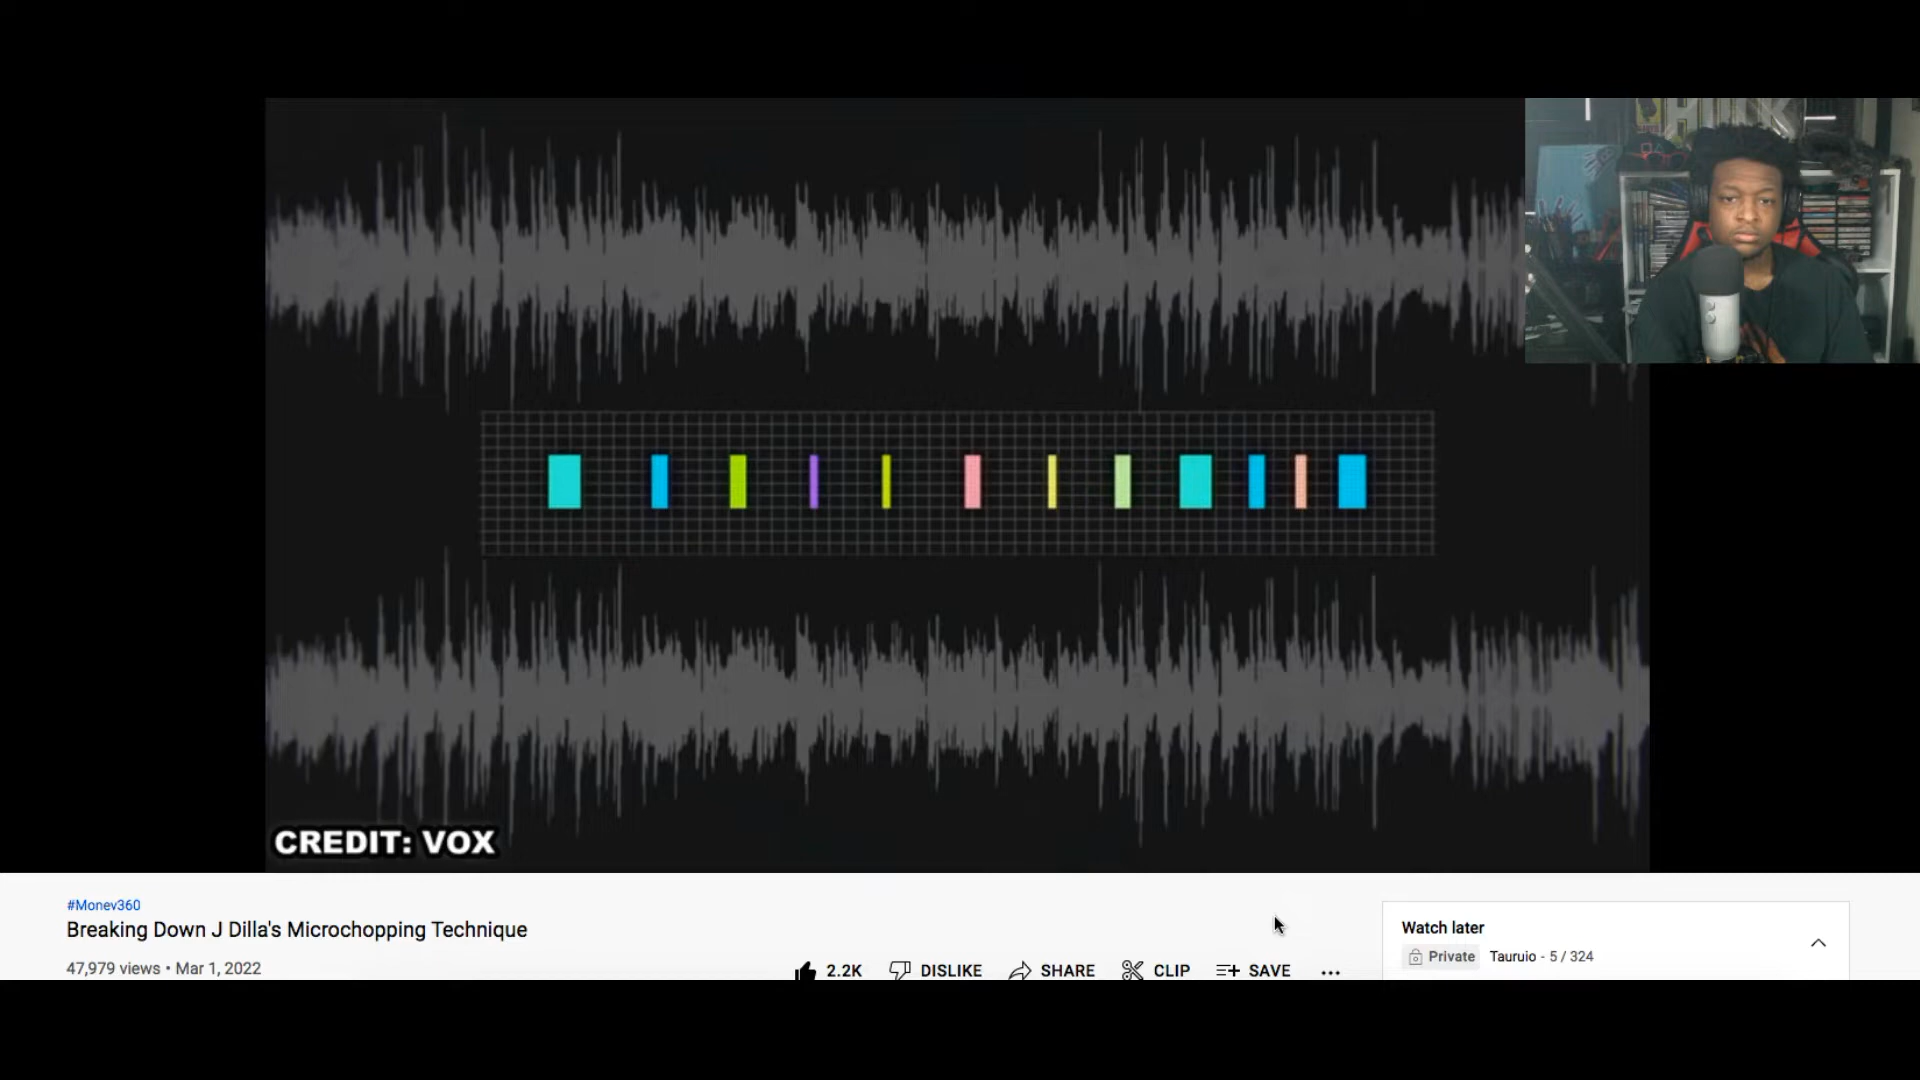 CREDIT: VOX
#Monev360
Breaking Down J Dilla's Microchopping Technique
47,979 views • Mar 1, 2022
2.2K DISLIKE SHARE CLIP SAVE ...
Watch later
Private Tauruio - 5 / 324